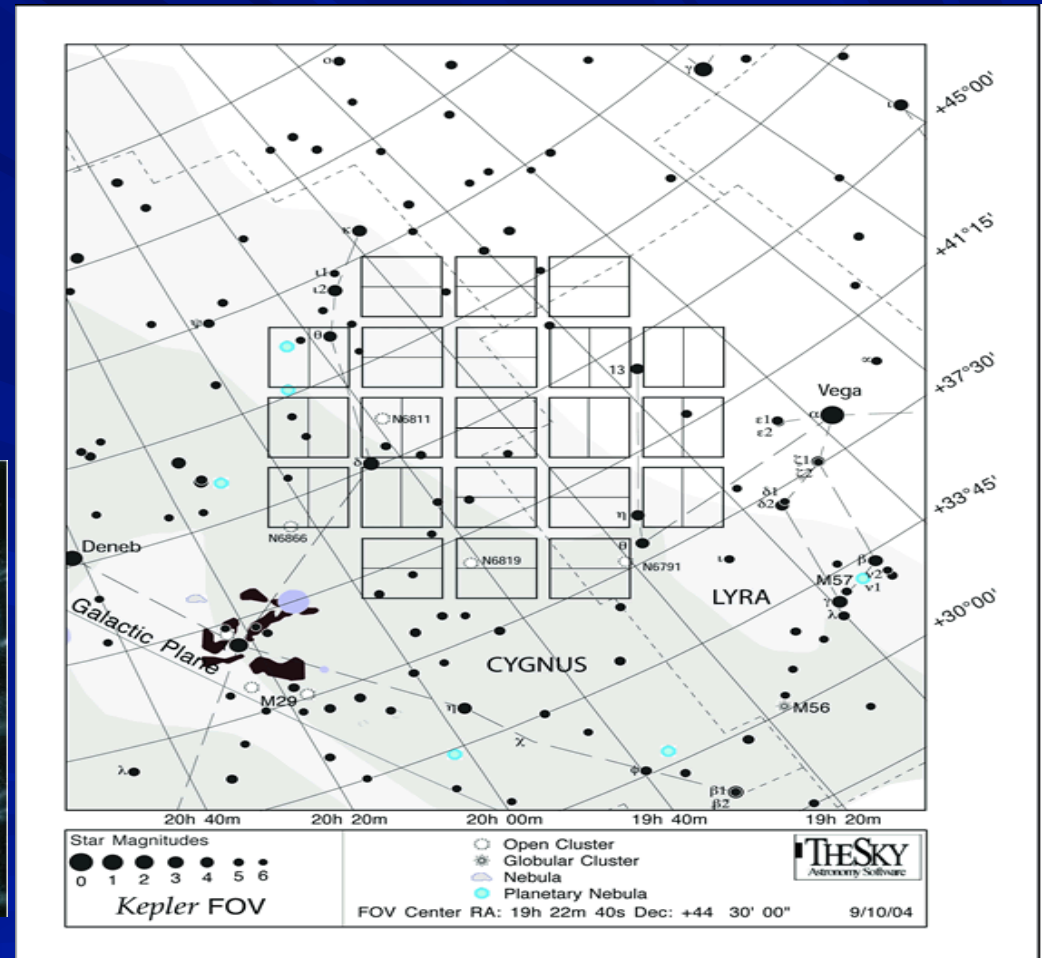 ο
γ
ι
+45°00'
κ
+41°15'
ι1
ι2
ψ
θ
13
+37°30'
Vega
α
N6811
ε1
ε2
δ
ζ1
ζ2
δ1
δ2
+33°45'
η
N6866
Deneb
θ
N6819
N6791
ι
β
M57
ν2
ν1
LYRA
γ
λ
+30°00'
Galactic Plane
CYGNUS
M29
η
M56
χ
λ
φ
β1
β2
20h 40m
20h 20m
20h 00m
19h 40m
19h 20m
Star Magnitudes
0 1 2 3 4 5 6
Kepler FOV
Open Cluster
Globular Cluster
Nebula
Planetary Nebula
FOV Center RA: 19h 22m 40s Dec: +44 30' 00"
9/10/04
THESKY
Astronomy Software